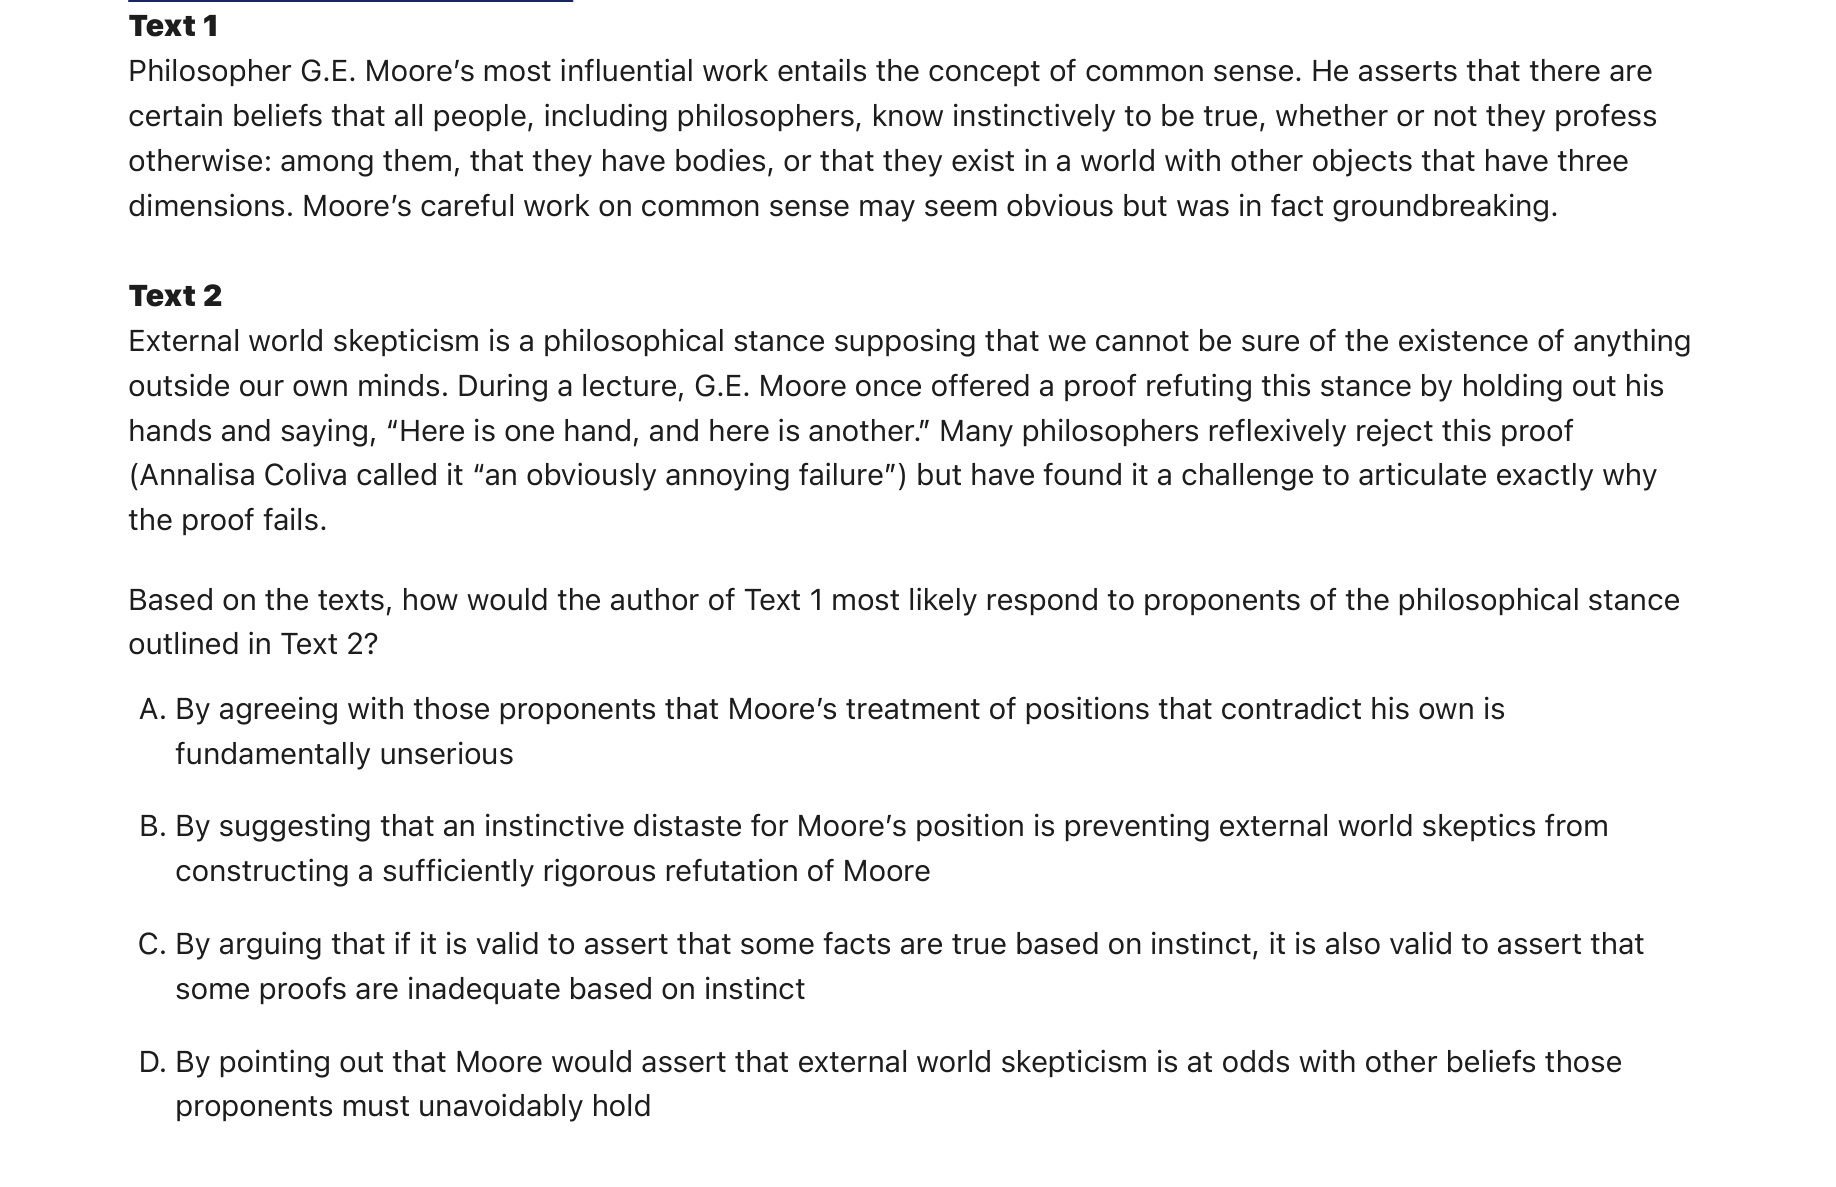 Text 1
Philosopher G.E. Moore’s most influential work entails the concept of common sense. He asserts that there are
certain beliefs that all people, including philosophers, know instinctively to be true, whether or not they profess
otherwise: among them, that they have bodies, or that they exist in a world with other objects that have three
dimensions. Moore’s careful work on common sense may seem obvious but was in fact groundbreaking.
Text 2
External world skepticism is a philosophical stance supposing that we cannot be sure of the existence of anything
outside our own minds. During a lecture, G.E. Moore once offered a proof refuting this stance by holding out his
hands and saying, “Here is one hand, and here is another.” Many philosophers reflexively reject this proof
(Annalisa Coliva called it “an obviously annoying failure”) but have found it a challenge to articulate exactly why
the proof fails.
Based on the texts, how would the author of Text 1 most likely respond to proponents of the philosophical stance
outlined in Text 2?
A. By agreeing with those proponents that Moore’s treatment of positions that contradict his own is
fundamentally unserious
B. By suggesting that an instinctive distaste for Moore’s position is preventing external world skeptics from
constructing a sufficiently rigorous refutation of Moore
C. By arguing that if it is valid to assert that some facts are true based on instinct, it is also valid to assert that
some proofs are inadequate based on instinct
D. By pointing out that Moore would assert that external world skepticism is at odds with other beliefs those
proponents must unavoidably hold